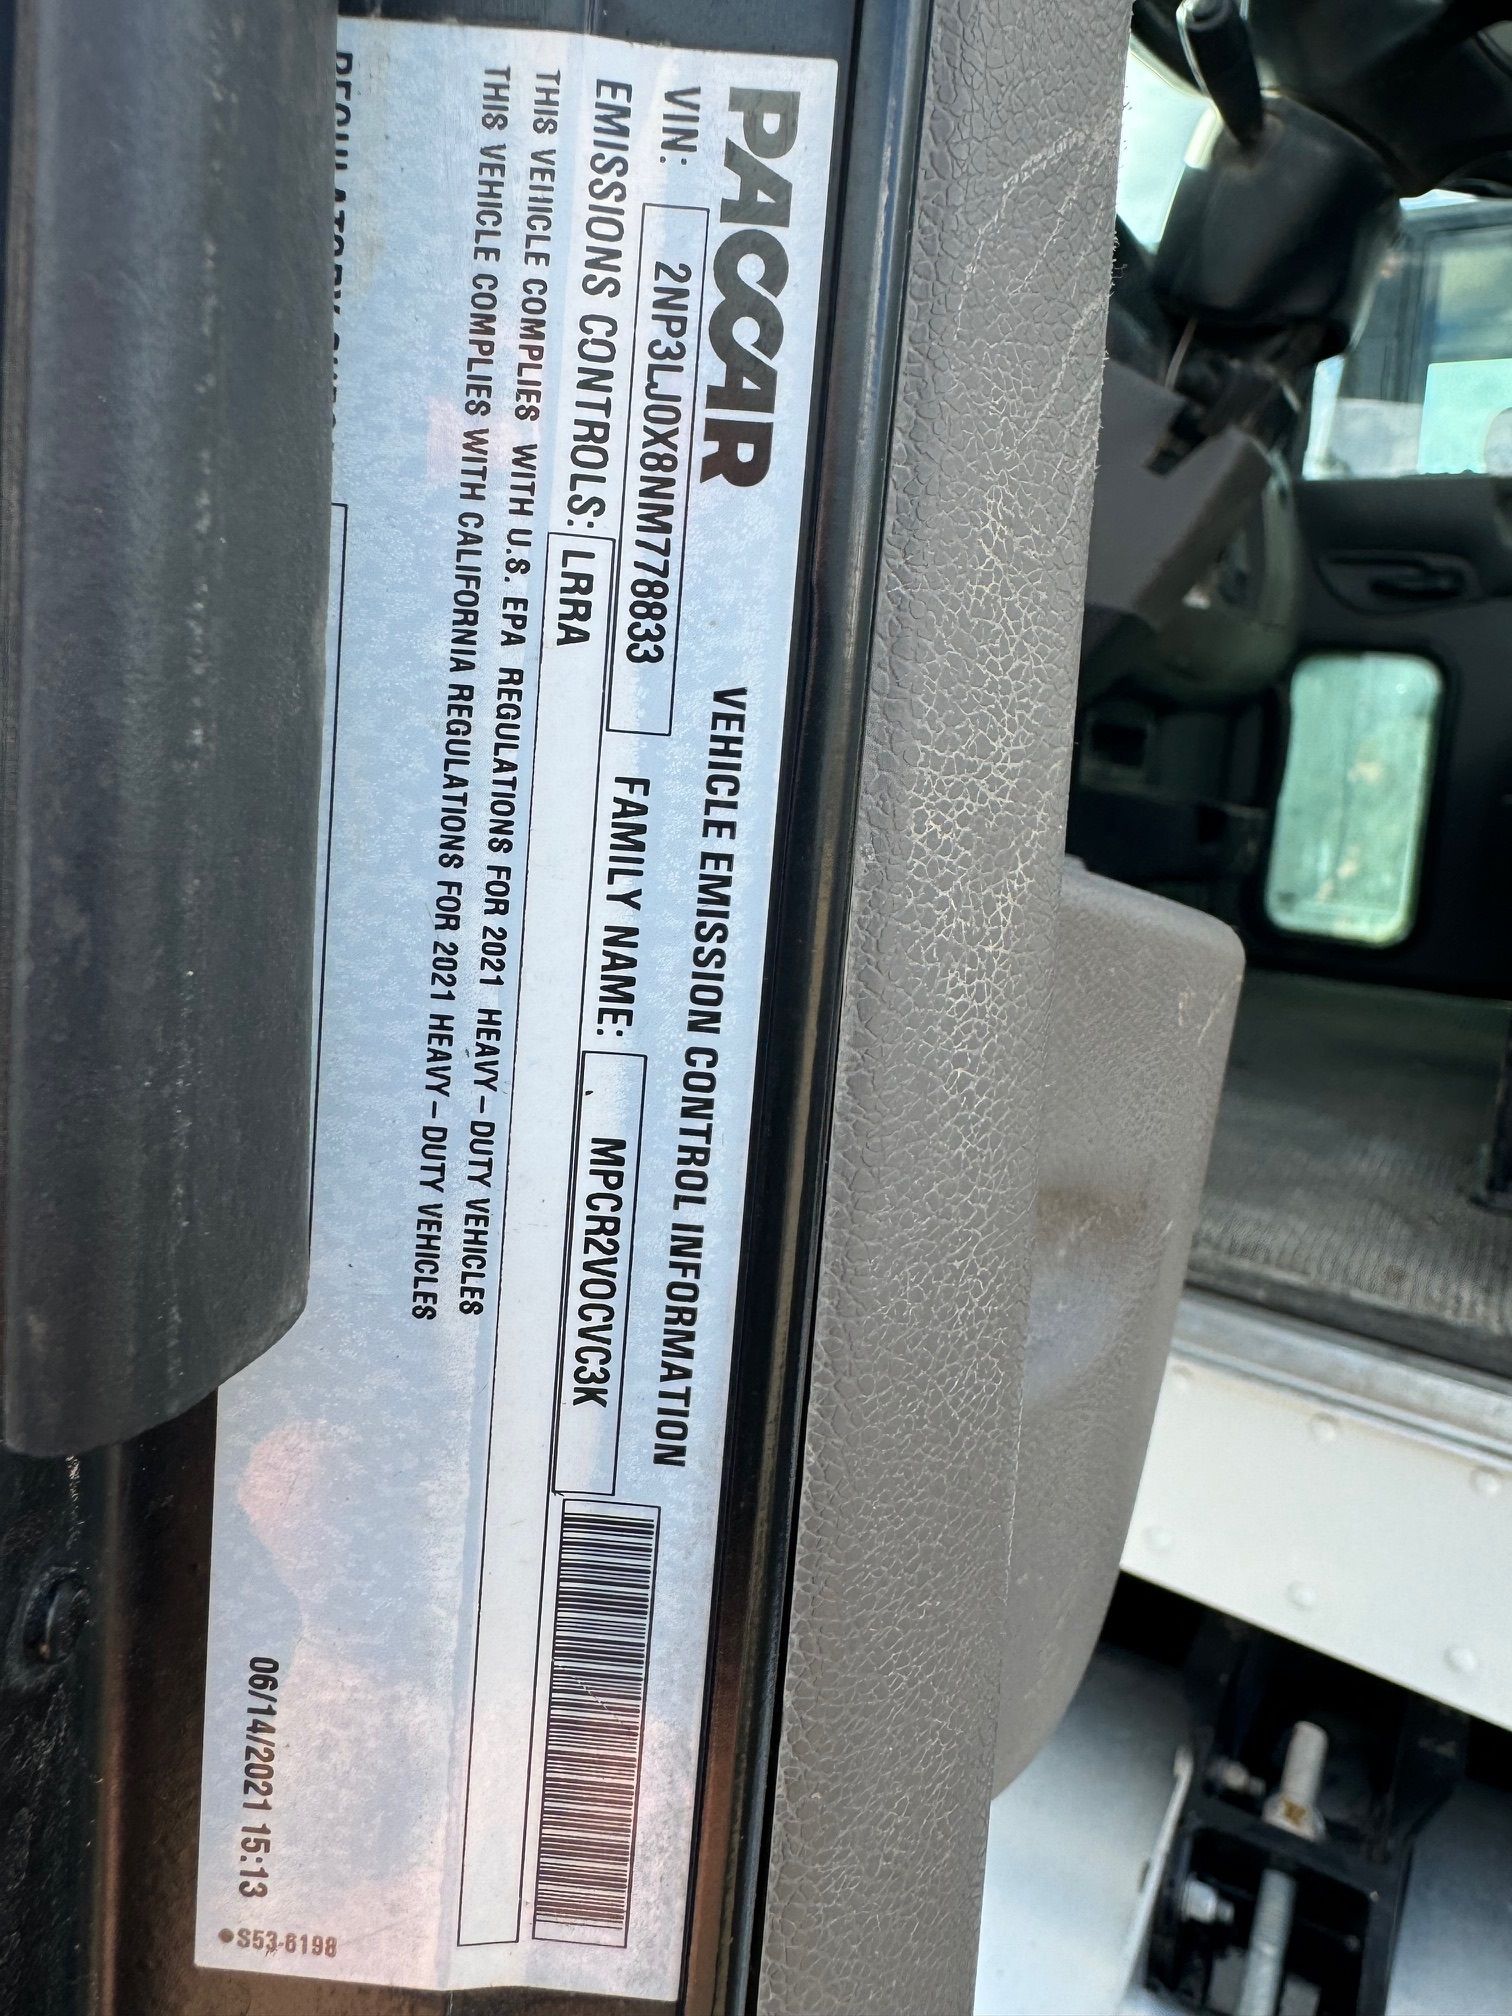 PACCAR
VEHICLE EMISSION CONTROL INFORMATION
VIN: 2NP3LJ0X8NM778833 FAMILY NAME: MPCR2VOCVC3K
EMISSIONS CONTROLS: LRRA
THIS VEHICLE COMPLIES WITH U.S. EPA REGULATIONS FOR 2021 HEAVY-DUTY VEHICLES
THIS VEHICLE COMPLIES WITH CALIFORNIA REGULATIONS FOR 2021 HEAVY-DUTY VEHICLES
06/14/2021 15:13
S53-6198